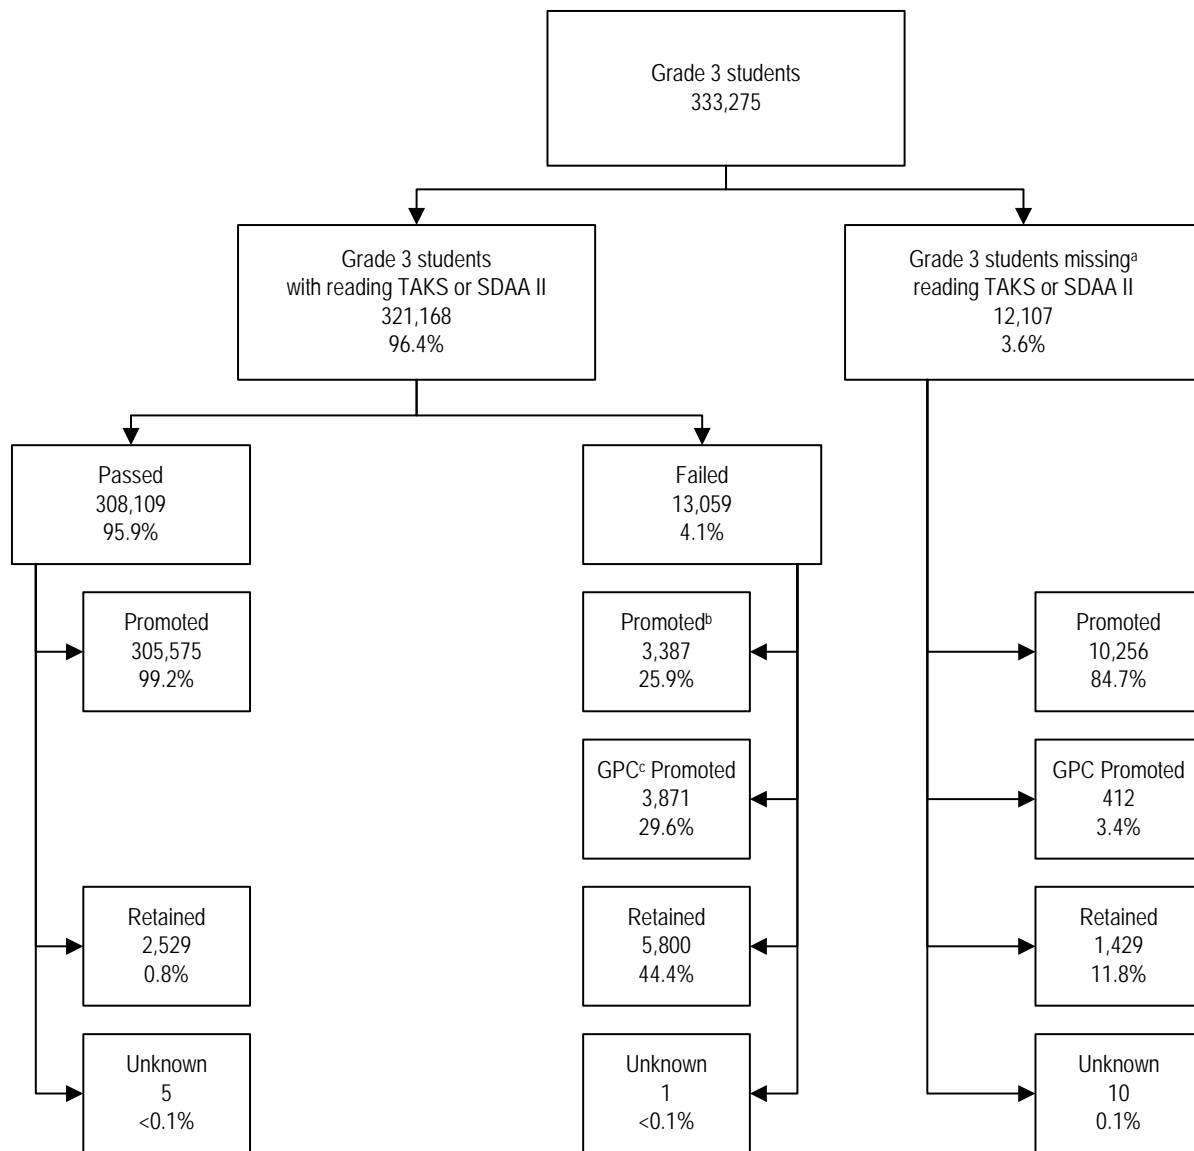 Grade 3 students
333,275
Grade 3 students
with reading TAKS or SDAA II
321,168
96.4%
Grade 3 students missingᵃ
reading TAKS or SDAA II
12,107
3.6%
Passed
308,109
95.9%
Failed
13,059
4.1%
Promoted
305,575
99.2%
Promotedᵇ
3,387
25.9%
Promoted
10,256
84.7%
GPCᶜ Promoted
3,871
29.6%
GPC Promoted
412
3.4%
Retained
2,529
0.8%
Retained
5,800
44.4%
Retained
1,429
11.8%
Unknown
5
<0.1%
Unknown
1
<0.1%
Unknown
10
0.1%